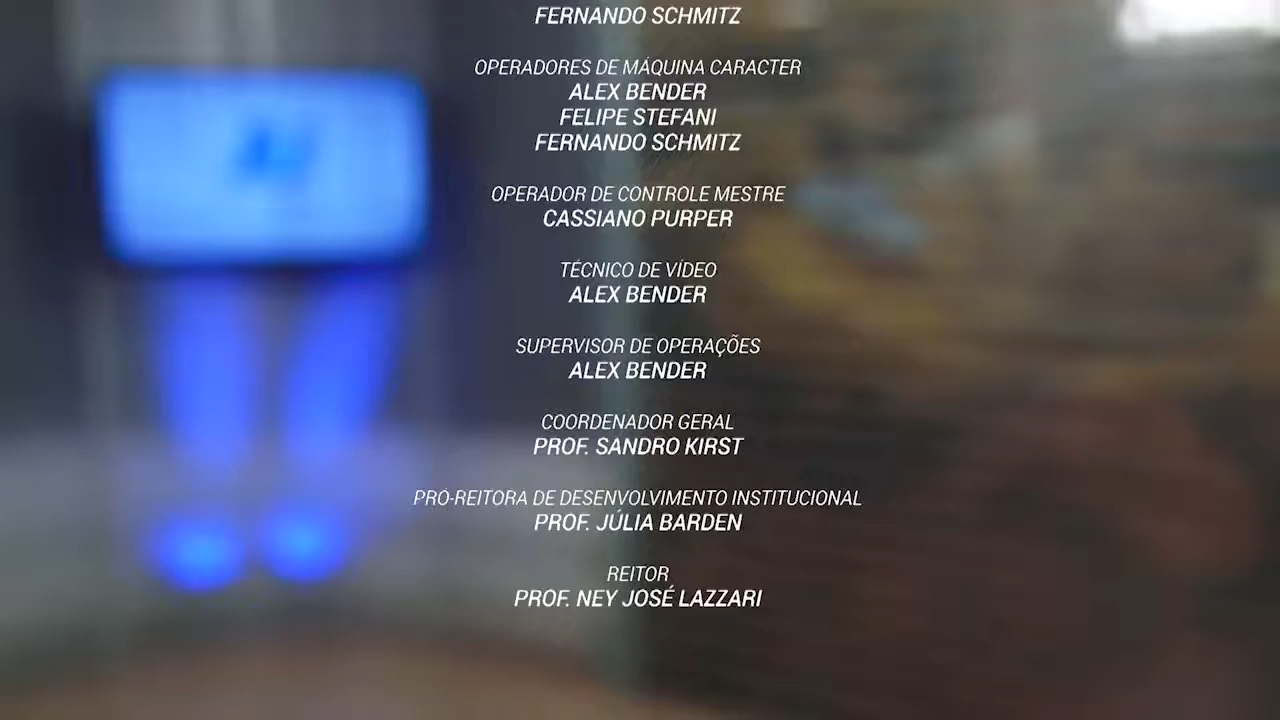 FERNANDO SCHMITZ
OPERADORES DE MÁQUINA CARACTER
ALEX BENDER
FELIPE STEFANI
FERNANDO SCHMITZ
OPERADOR DE CONTROLE MESTRE
CASSIANO PURPER
TÉCNICO DE VÍDEO
ALEX BENDER
SUPERVISOR DE OPERAÇÕES
ALEX BENDER
COORDENADOR GERAL
PROF. SANDRO KIRST
PRÓ-REITORA DE DESENVOLVIMENTO INSTITUCIONAL
PROF. JÚLIA BARDEN
REITOR
PROF. NEY JOSÉ LAZZARI